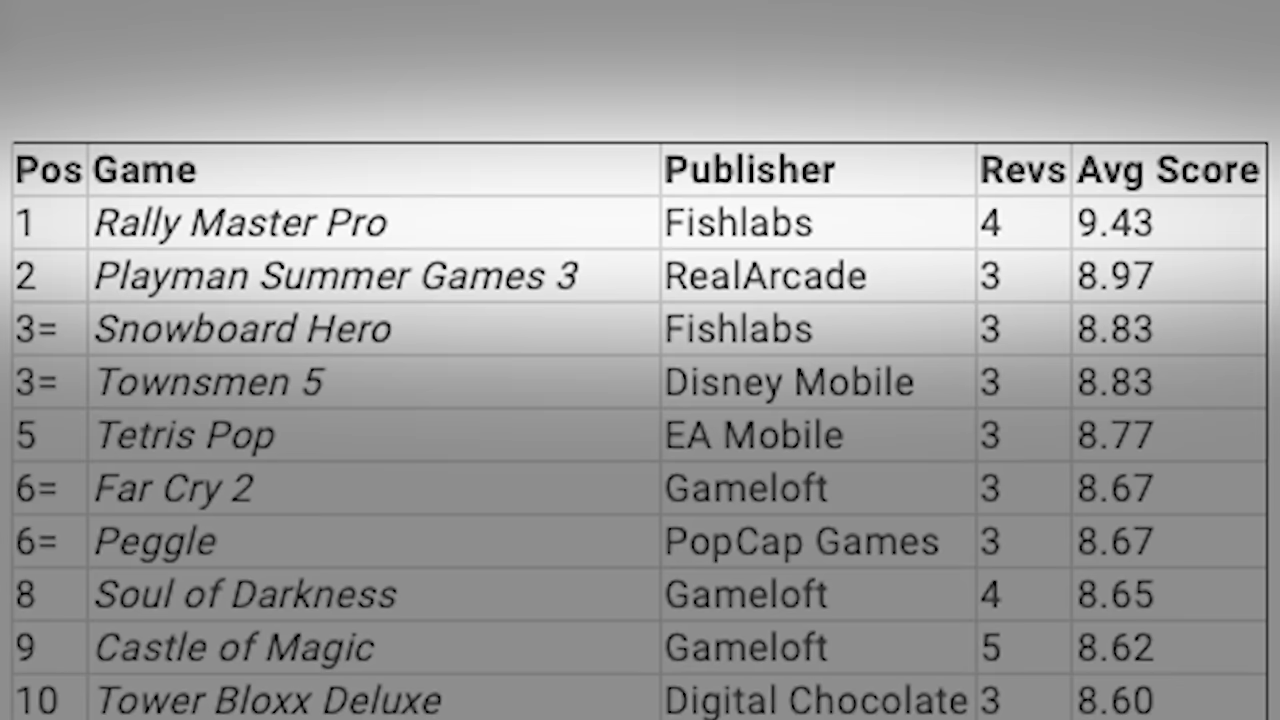 Pos Game Publisher Revs Avg Score
1 Rally Master Pro Fishlabs 4 9.43
2 Playman Summer Games 3 RealArcade 3 8.97
3= Snowboard Hero Fishlabs 3 8.83
3= Townsmen 5 Disney Mobile 3 8.83
5 Tetris Pop EA Mobile 3 8.77
6= Far Cry 2 Gameloft 3 8.67
6= Peggle PopCap Games 3 8.67
8 Soul of Darkness Gameloft 4 8.65
9 Castle of Magic Gameloft 5 8.62
10 Tower Bloxx Deluxe Digital Chocolate 3 8.60